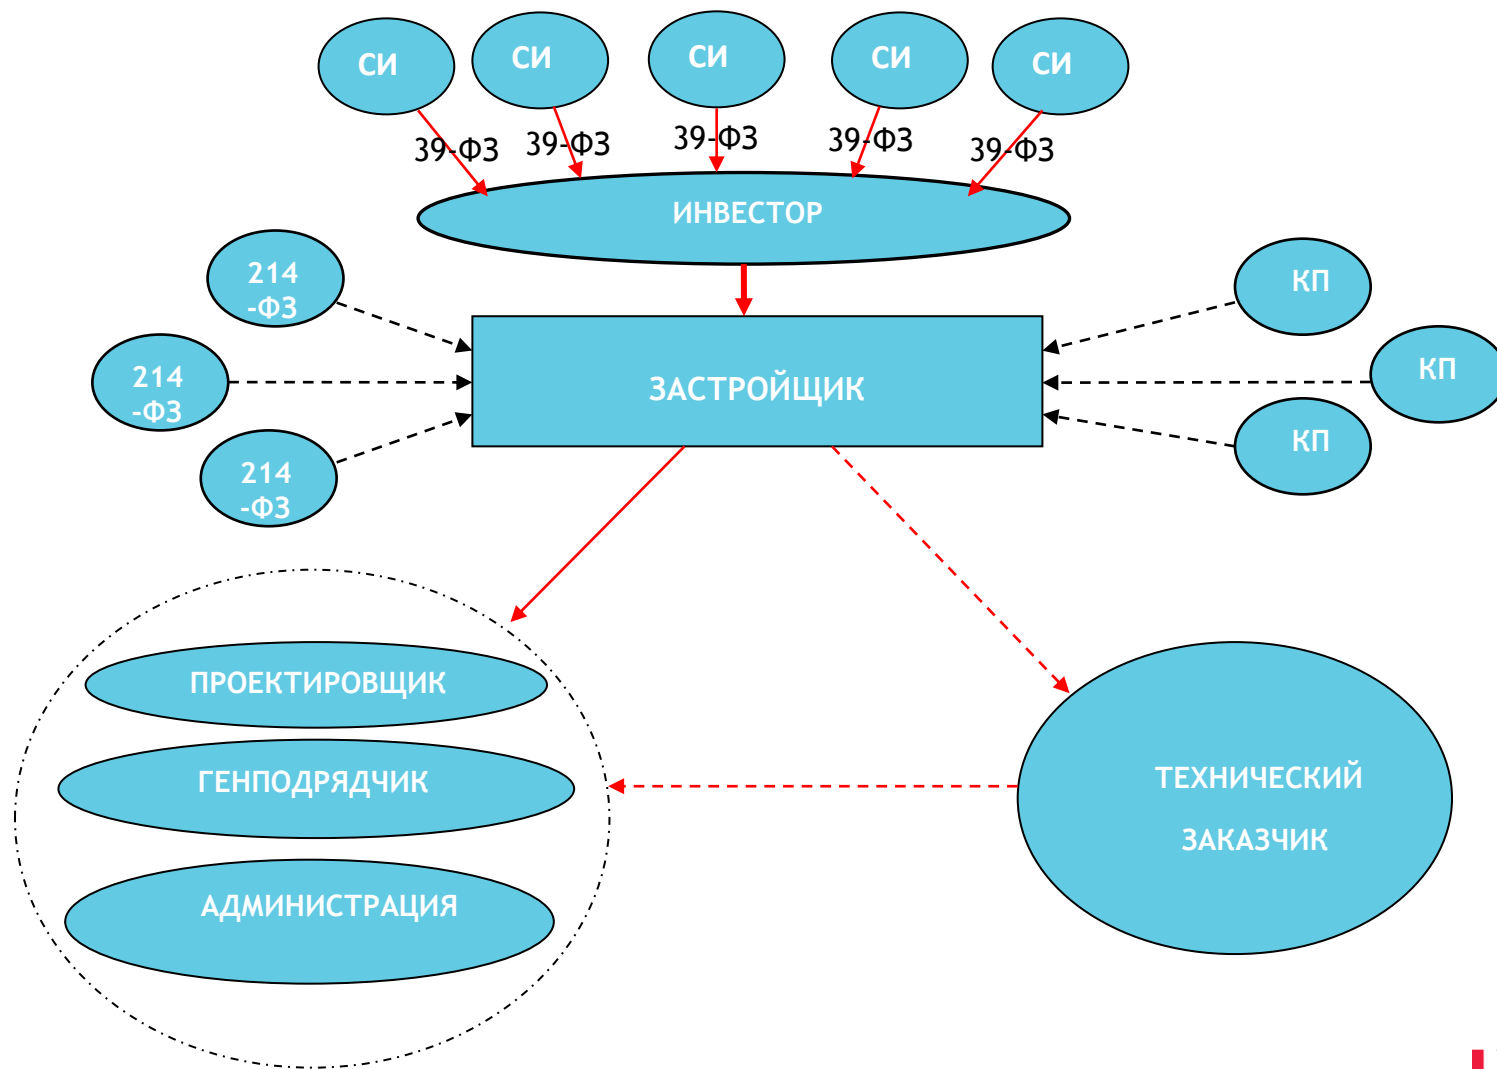 СИ
СИ
СИ
СИ
СИ
39-ФЗ
39-ФЗ
39-ФЗ
39-ФЗ
39-ФЗ
ИНВЕСТОР
214
-ФЗ
214
-ФЗ
214
-ФЗ
ЗАСТРОЙЩИК
КП
КП
КП
ПРОЕКТИРОВЩИК
ГЕНПОДРЯДЧИК
АДМИНИСТРАЦИЯ
ТЕХНИЧЕСКИЙ
ЗАКАЗЧИК